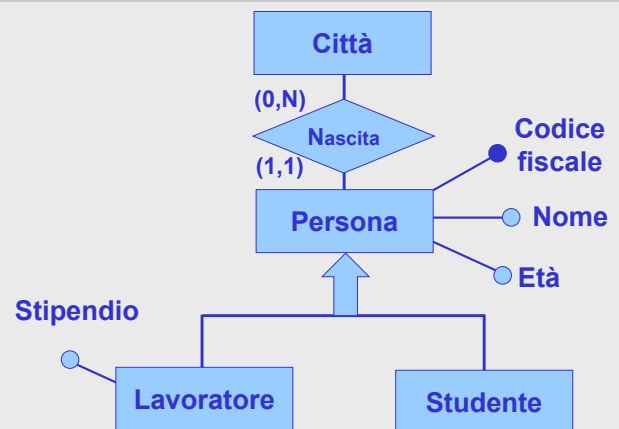 Città
(0,N)
Nascita
(1,1)
Codice
fiscale
Persona
Nome
Età
Stipendio
Lavoratore
Studente